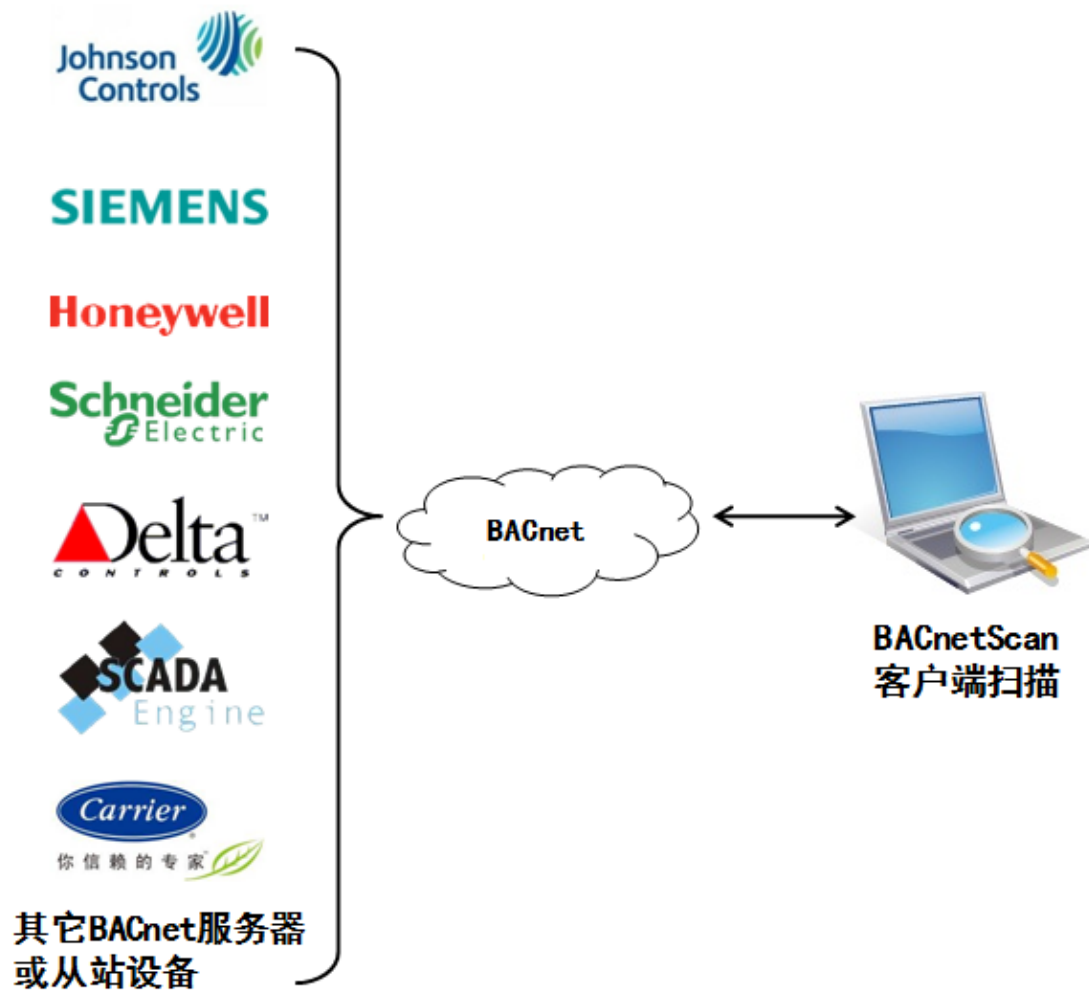 Johnson
Controls
SIEMENS
Honeywell
Schneider
Electric
Delta™
CONTROLS
SCADA
Engine
Carrier
你信赖的专家
其它BACnet服务器
或从站设备
BACnet
BACnetScan
客户端扫描